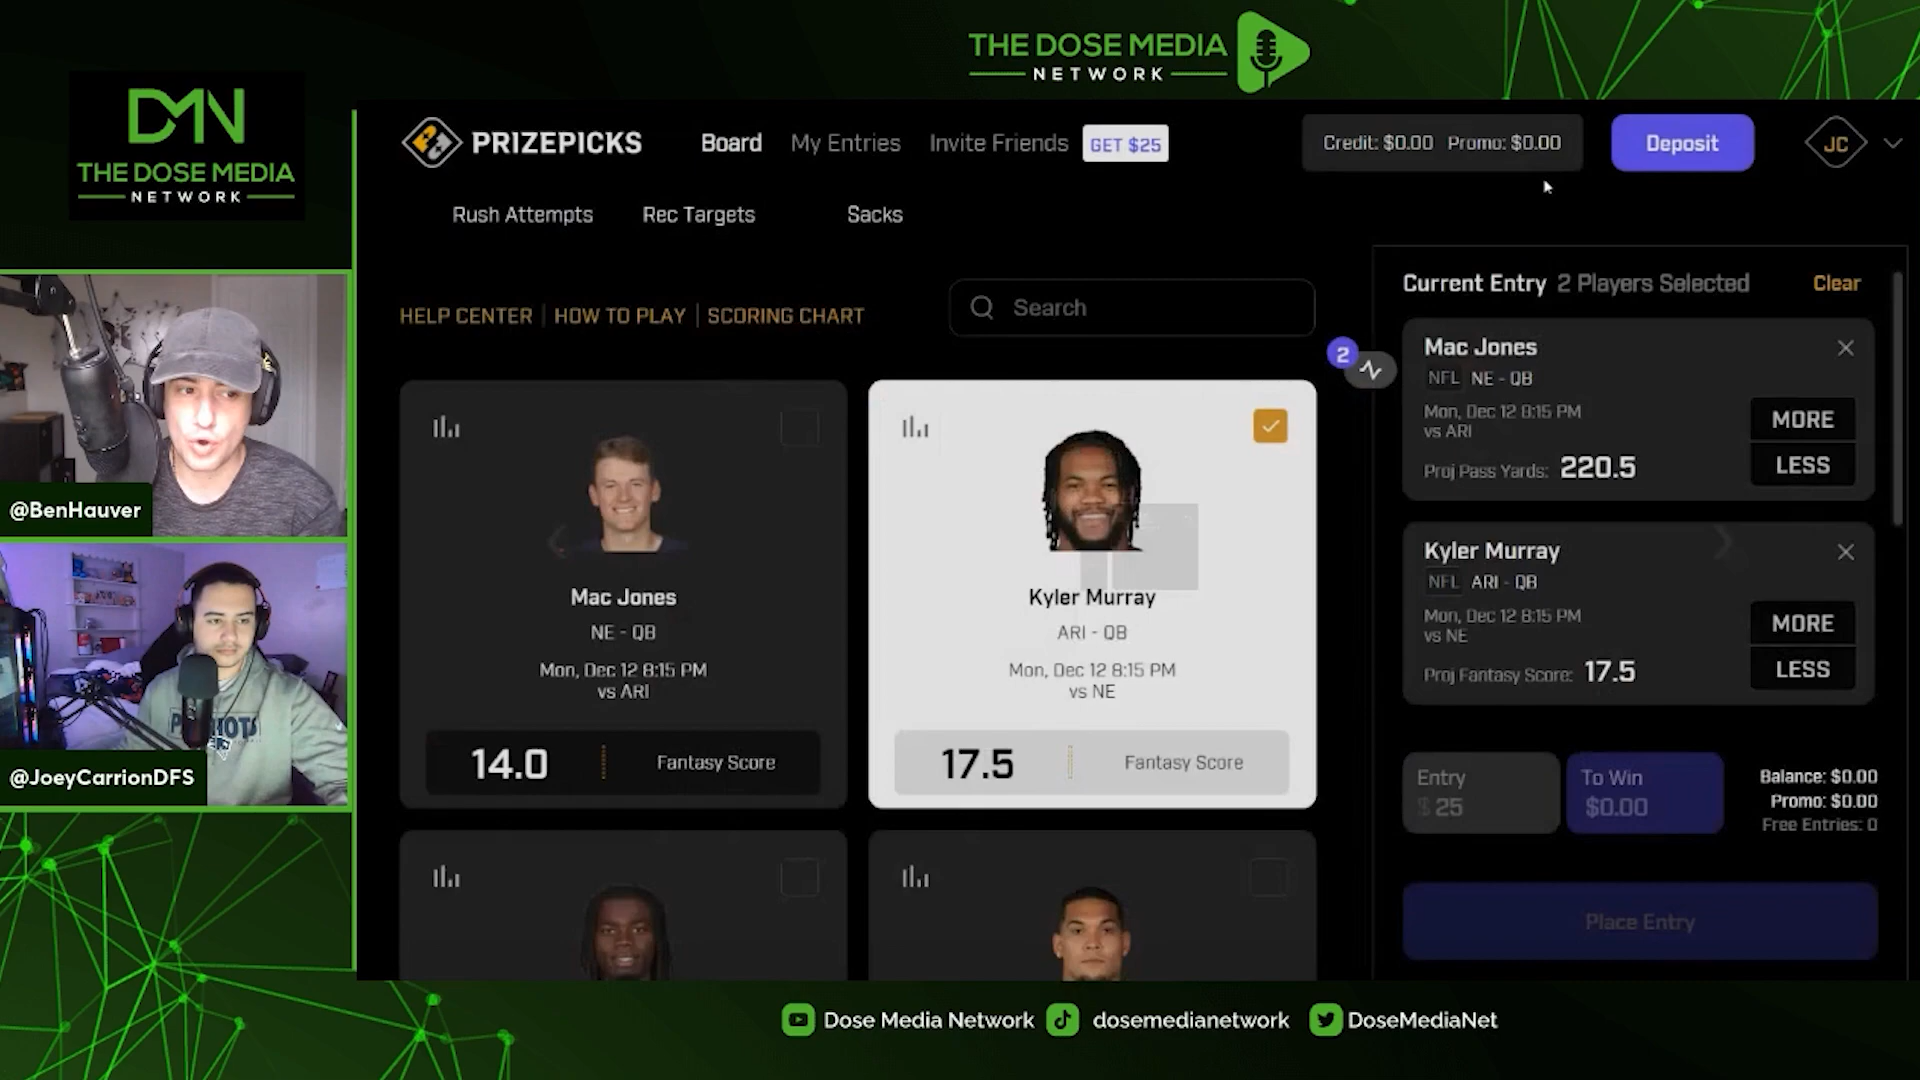 THE DOSE MEDIA
NETWORK
DMN
THE DOSE MEDIA
NETWORK
PRIZEPICKS
Board
My Entries
Invite Friends
GET $25
Credit: $0.00 Promo: $0.00
Deposit
JC
Rush Attempts
Rec Targets
Sacks
HELP CENTER
HOW TO PLAY
SCORING CHART
Search
Current Entry 2 Players Selected
Clear
2
Mac Jones
NFL NE - QB
Mon, Dec 12 8:15 PM
vs ARI
Proj Pass Yards: 220.5
MORE
LESS
Kyler Murray
NFL ARI - QB
Mon, Dec 12 8:15 PM
vs NE
Proj Fantasy Score: 17.5
MORE
LESS
Entry
$ 25
To Win
$0.00
Balance: $0.00
Promo: $0.00
Free Entries: 0
Place Entry
Mac Jones
NE - QB
Mon, Dec 12 8:15 PM
vs ARI
14.0
Fantasy Score
Kyler Murray
ARI - QB
Mon, Dec 12 8:15 PM
vs NE
17.5
Fantasy Score
@BenHauver
@JoeyCarrionDFS
Dose Media Network
dosemedianetwork
DoseMediaNet